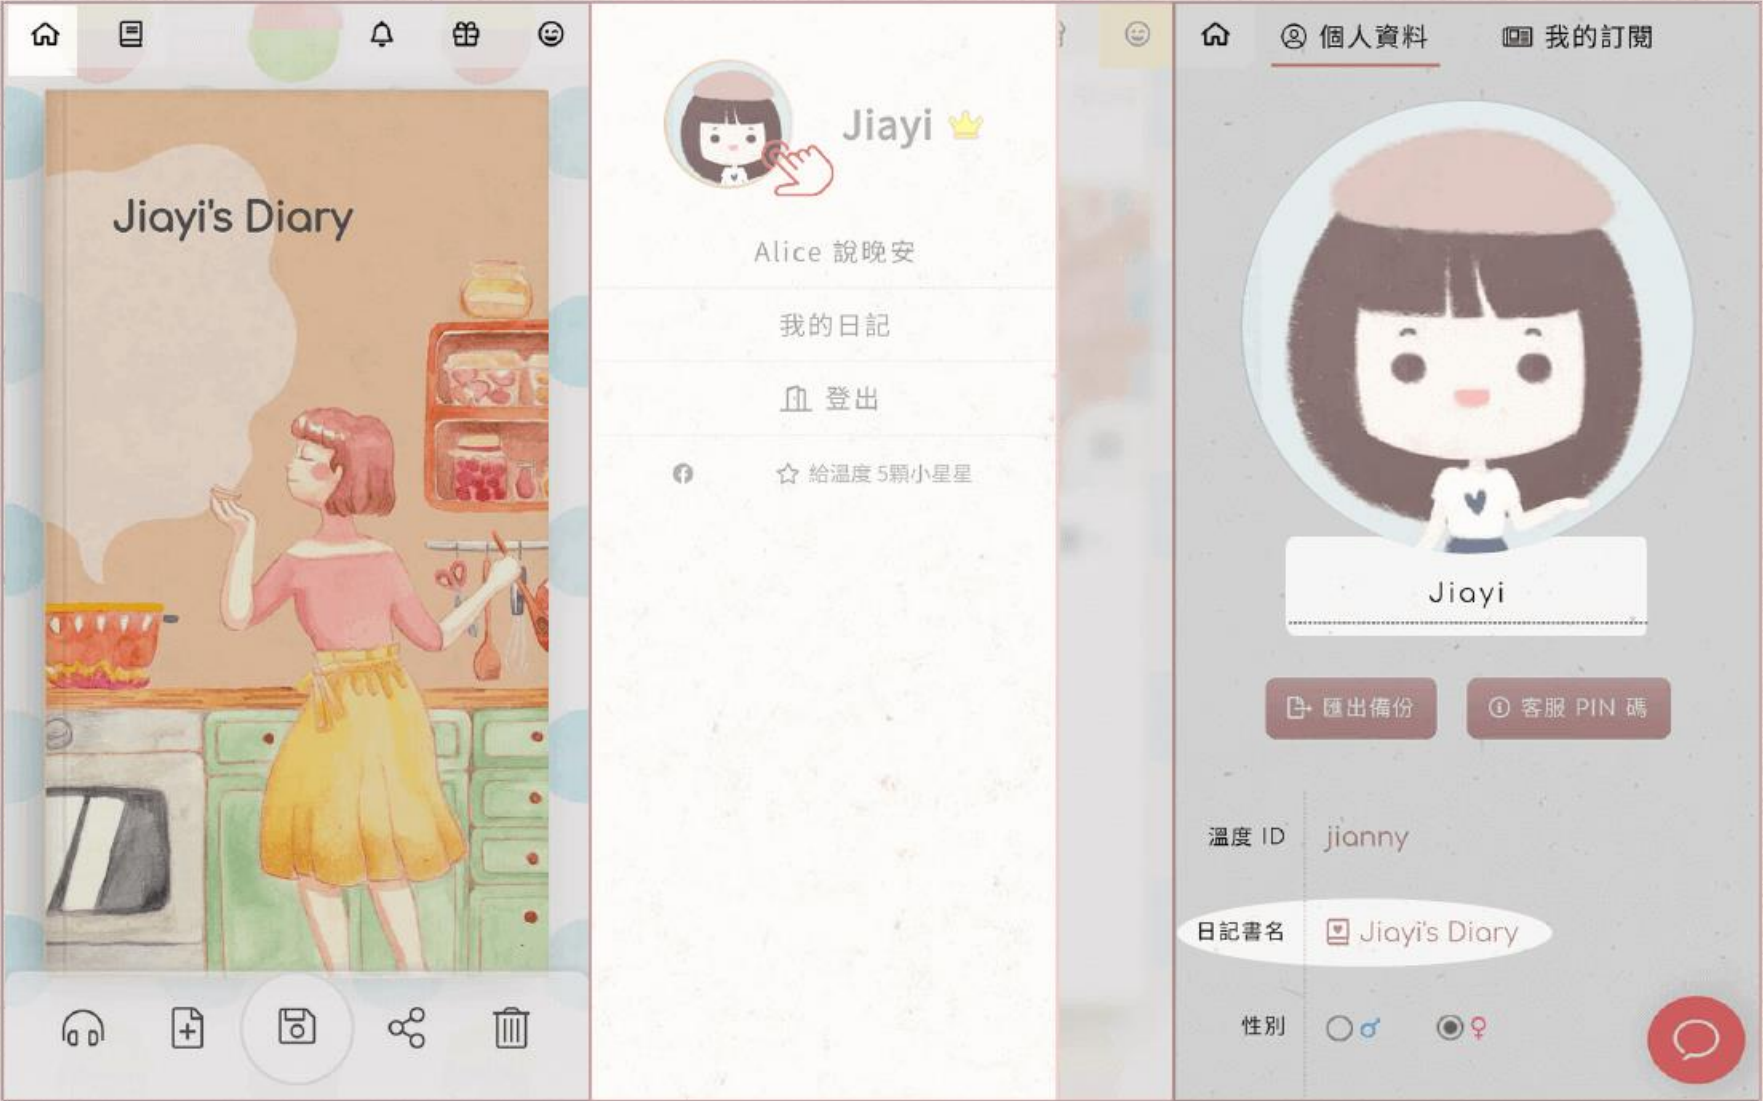 Jiayi's Diary
Jiayi
Alice 說晚安
我的日記
登出
給溫度 5顆小星星
個人資料
我的訂閱
Jiayi
匯出備份
客服 PIN 碼
溫度 ID jianny
日記書名 Jiayi's Diary
性別